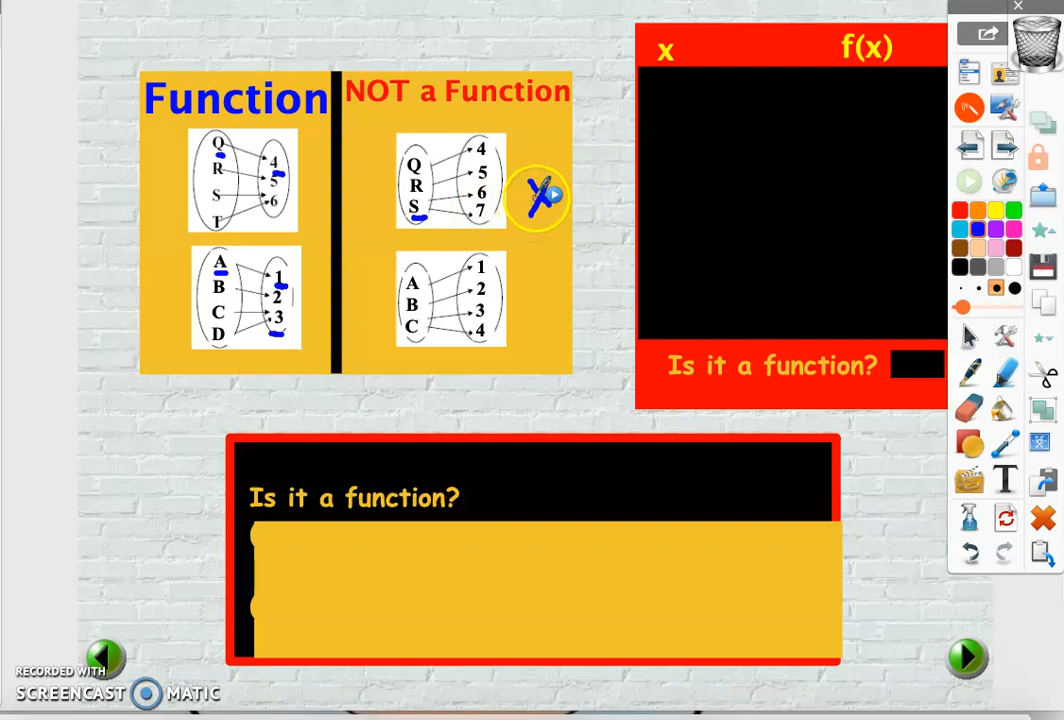 x f(x)
Function
NOT a Function
Q
R
S
T
4
5
6
Q
R
S
4
5
6
7
X
A
B
C
D
1
2
3
A
B
C
1
2
3
4
Is it a function?
Is it a function?
T
RECORDED WITH
SCREENCAST MATIC